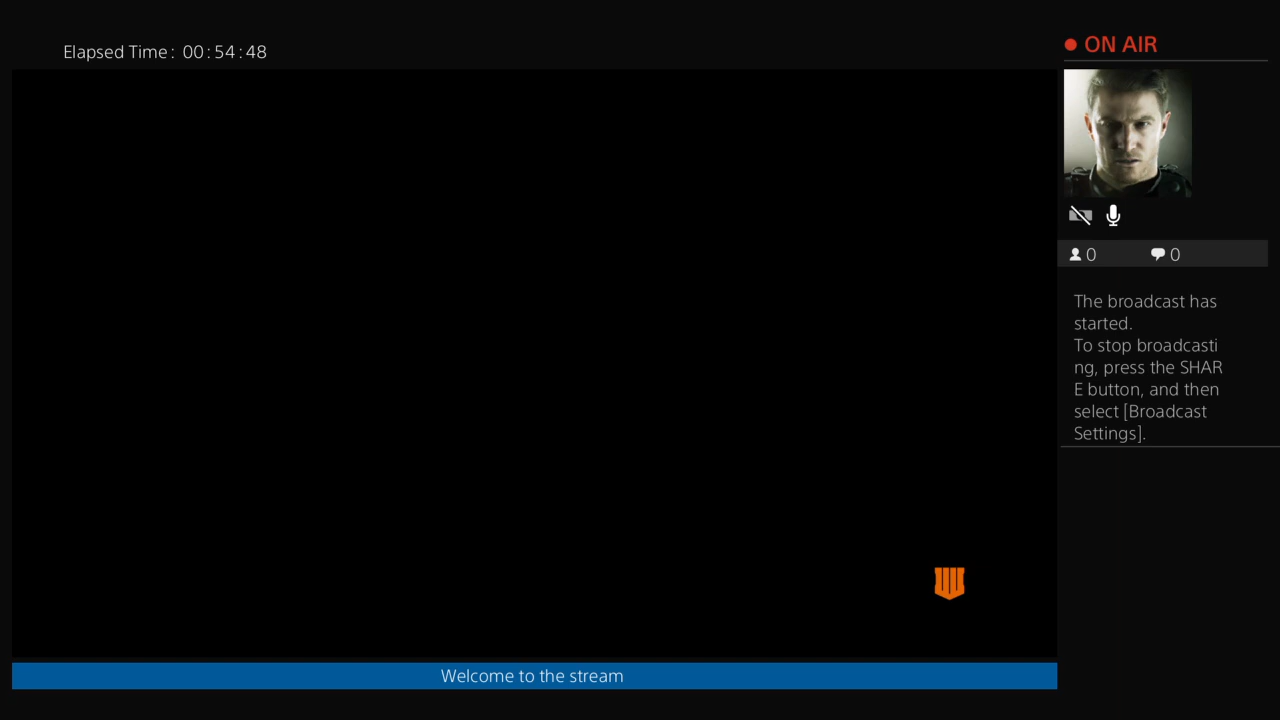 Elapsed Time: 00:54:48
ON AIR
0 0
The broadcast has
started.
To stop broadcasti
ng, press the SHAR
E button, and then
select [Broadcast
Settings].
Welcome to the stream